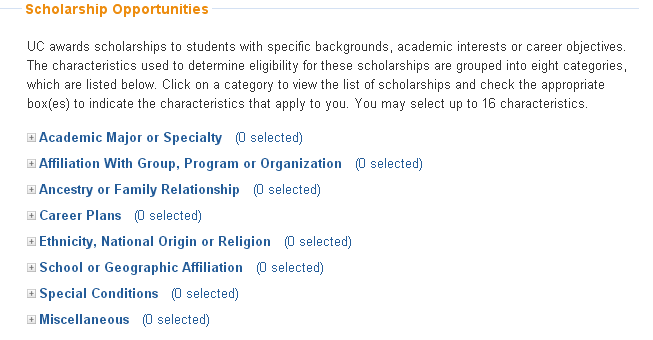 Scholarship Opportunities
UC awards scholarships to students with specific backgrounds, academic interests or career objectives.
The characteristics used to determine eligibility for these scholarships are grouped into eight categories,
which are listed below. Click on a category to view the list of scholarships and check the appropriate
box(es) to indicate the characteristics that apply to you. You may select up to 16 characteristics.
Academic Major or Specialty (0 selected)
Affiliation With Group, Program or Organization (0 selected)
Ancestry or Family Relationship (0 selected)
Career Plans (0 selected)
Ethnicity, National Origin or Religion (0 selected)
School or Geographic Affiliation (0 selected)
Special Conditions (0 selected)
Miscellaneous (0 selected)